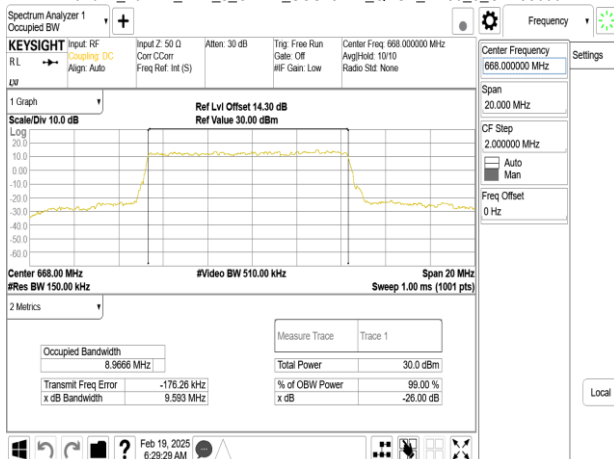 Spectrum Analyzer 1
Occupied BW
Frequency
KEYSIGHT
RL
LXI
Input: RF
Coupling: DC
Align: Auto
Input Z: 50 Ω
Corr CCorr
Freq Ref: Int (S)
Atten: 30 dB
Trig: Free Run
Gate: Off
#IF Gain: Low
Center Freq: 668.000000 MHz
Avg|Hold: 10/10
Radio Std: None
Center Frequency
668.000000 MHz
Settings
Span
20.000 MHz
CF Step
2.000000 MHz
Auto
Man
Freq Offset
0 Hz
1 Graph
Scale/Div 10.0 dB
Ref Lvl Offset 14.30 dB
Ref Value 30.00 dBm
Log
20.0
10.0
0.00
-10.0
-20.0
-30.0
-40.0
-50.0
-60.0
Center 668.00 MHz
#Video BW 510.00 kHz
Span 20 MHz
#Res BW 150.00 kHz
Sweep 1.00 ms (1001 pts)
2 Metrics
Measure Trace
Trace 1
Occupied Bandwidth
8.9666 MHz
Total Power
30.0 dBm
Transmit Freq Error
-176.26 kHz
% of OBW Power
99.00 %
x dB Bandwidth
9.593 MHz
x dB
-26.00 dB
Local
?
Feb 19, 2025
6:29:29 AM